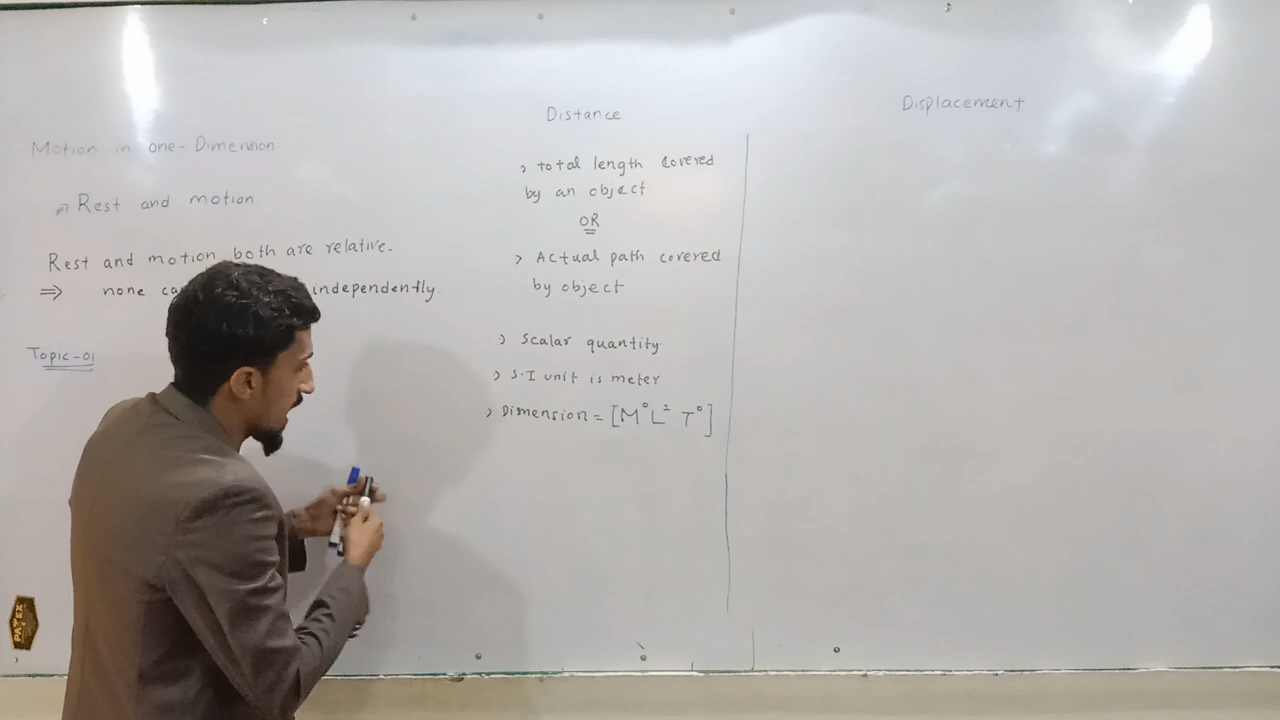 Motion in one-Dimension
Rest and motion
Rest and motion both are relative.
⇒ none independently.
Topic-01
Distance
> total length covered
by an object
OR
> Actual path covered
by object
> Scalar quantity
> S-I unit is meter
> Dimension = [M⁰L¹T⁰]
Displacement
PATEX